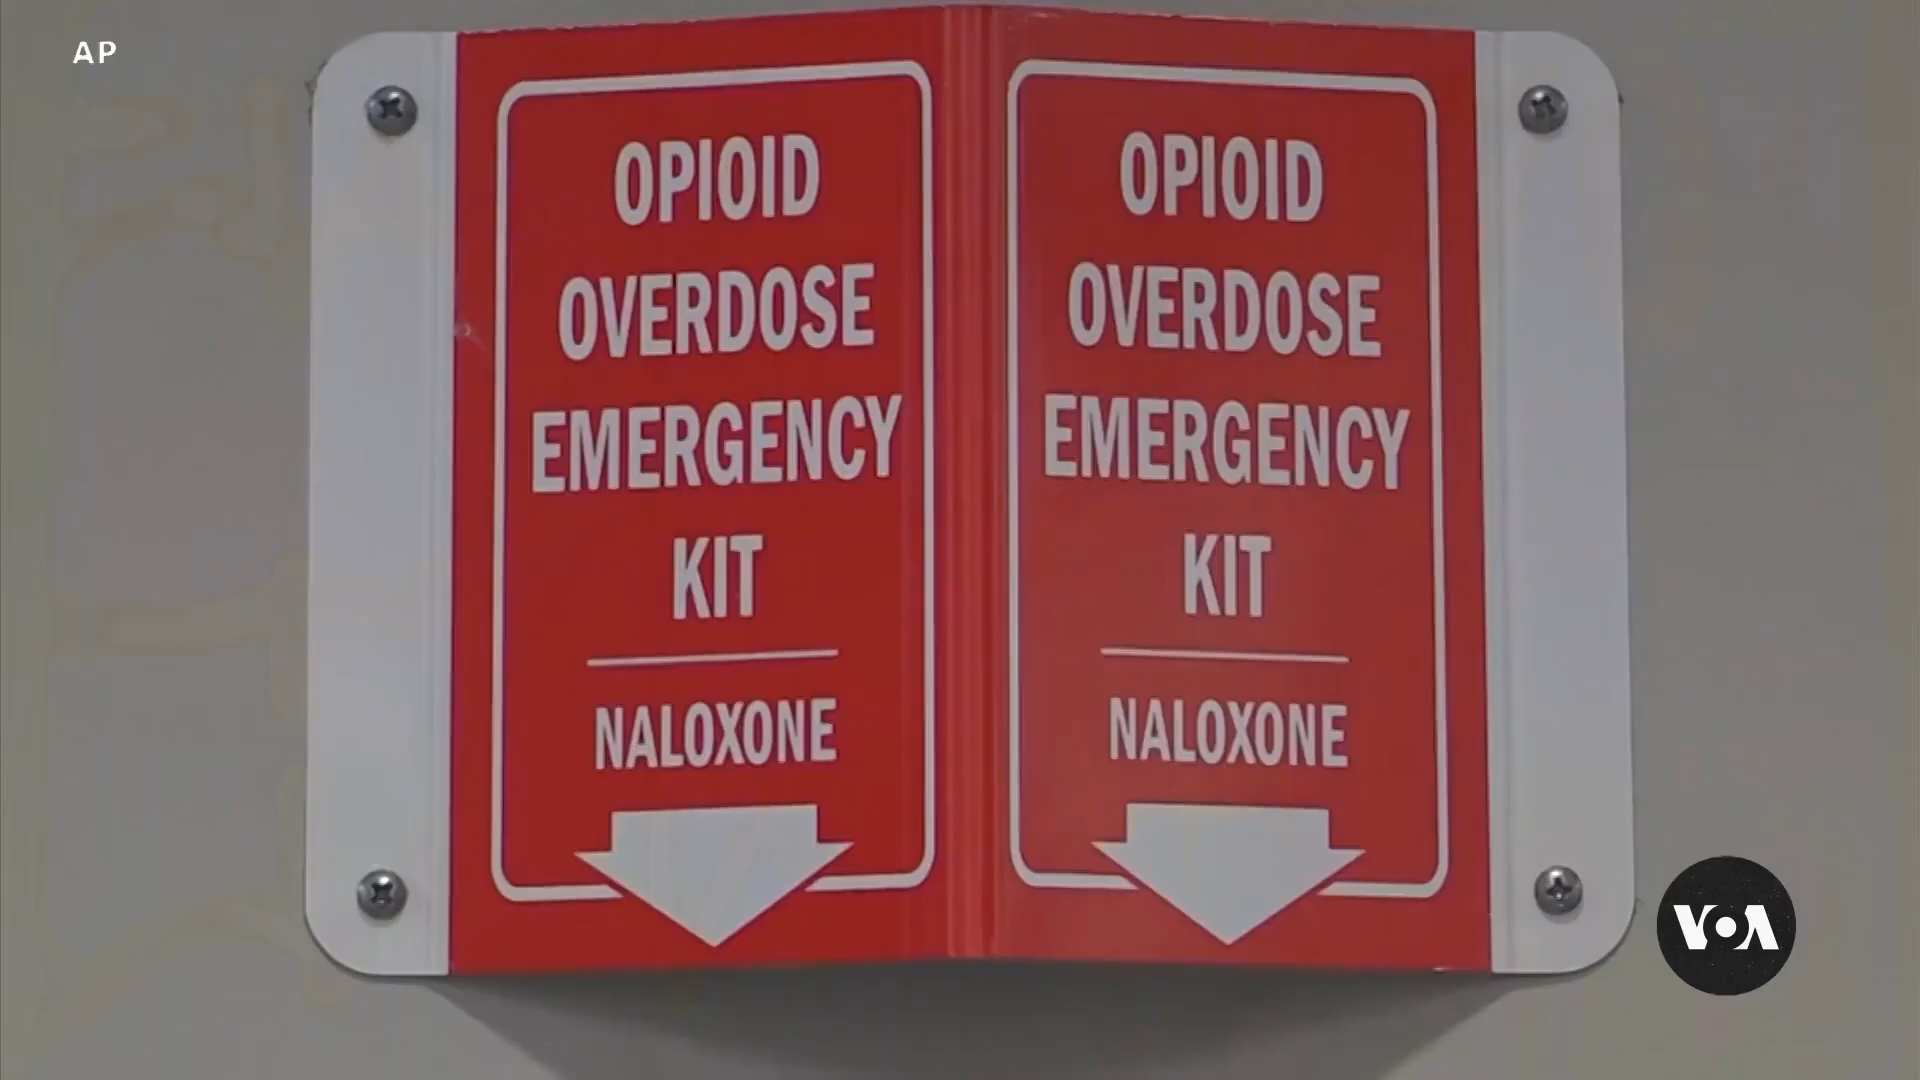 AP
OPIOID
OVERDOSE
EMERGENCY
KIT
NALOXONE
OPIOID
OVERDOSE
EMERGENCY
KIT
NALOXONE
VOA